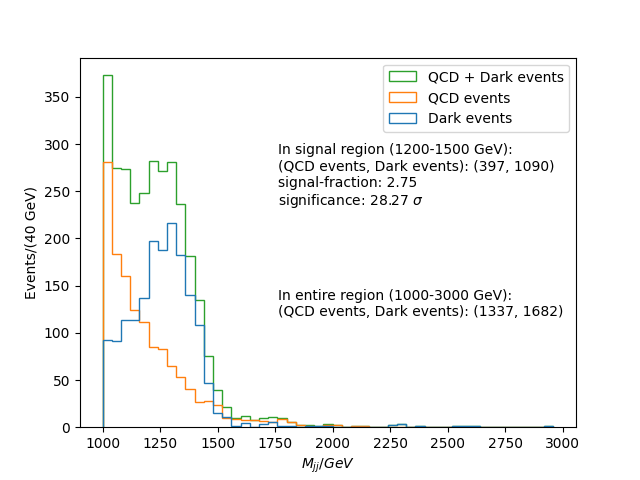 QCD + Dark events
QCD events
Dark events
In signal region (1200-1500 GeV):
(QCD events, Dark events): (397, 1090)
signal-fraction: 2.75
significance: 28.27 σ
In entire region (1000-3000 GeV):
(QCD events, Dark events): (1337, 1682)
Events/(40 GeV)
350
300
250
200
150
100
50
0
1000 1250 1500 1750 2000 2250 2500 2750 3000
M_{jj}/GeV